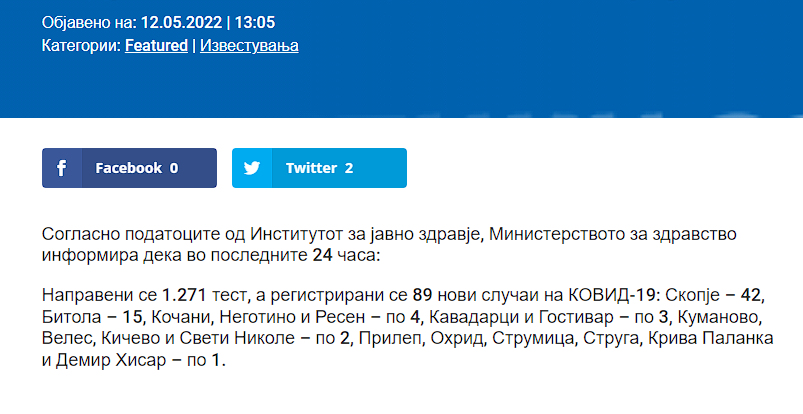 Објавено на: 12.05.2022 | 13:05
Категории: Featured | Известувања
Facebook 0
Twitter 2
Согласно податоците од Институтот за јавно здравје, Министерството за здравство
информира дека во последните 24 часа:
Направени се 1.271 тест, а регистрирани се 89 нови случаи на КОВИД-19: Скопје – 42,
Битола – 15, Кочани, Неготино и Ресен – по 4, Кавадарци и Гостивар – по 3, Куманово,
Велес, Кичево и Свети Николе – по 2, Прилеп, Охрид, Струмица, Струга, Крива Паланка
и Демир Хисар – по 1.